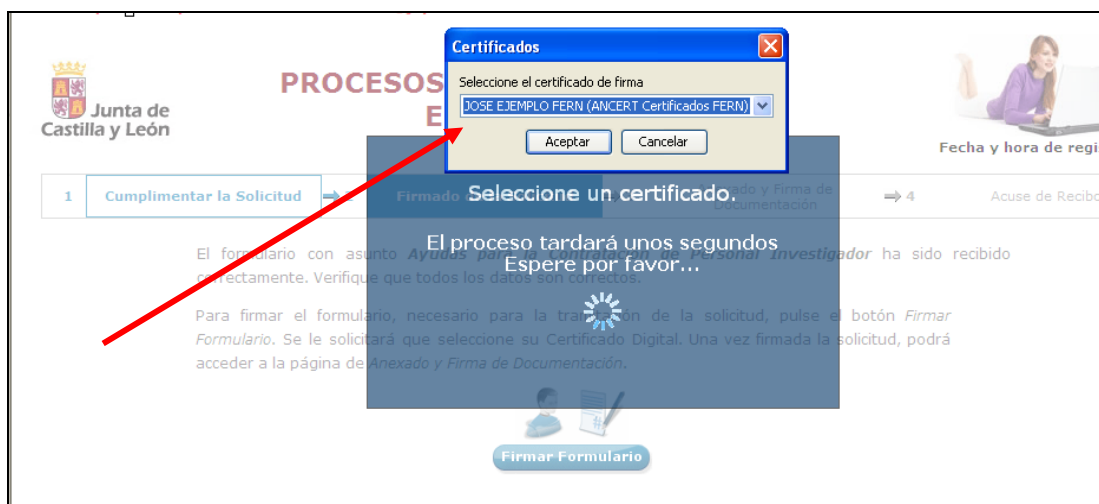 Certificados
Seleccione el certificado de firma
JOSE EJEMPLO FERN (ANCERT Certificados FERN)
Aceptar Cancelar
Junta de
Castilla y León
PROCESOS
E
Fecha y hora de regi
1 Cumplimentar la Solicitud 2 Firmado y Firma de
Documentación 4 Acuse de Recibo
Seleccione un certificado.
El proceso tardará unos segundos
Espere por favor...
El formulario con asunto Ayudas para la Contratación de Personal Investigador ha sido recibido
correctamente. Verifique que todos los datos son correctos.
Para firmar el formulario, necesario para la tramitación de la solicitud, pulse el botón Firmar
Formulario. Se le solicitará que seleccione su Certificado Digital. Una vez firmada la solicitud, podrá
acceder a la página de Anexado y Firma de Documentación.
Firmar Formulario